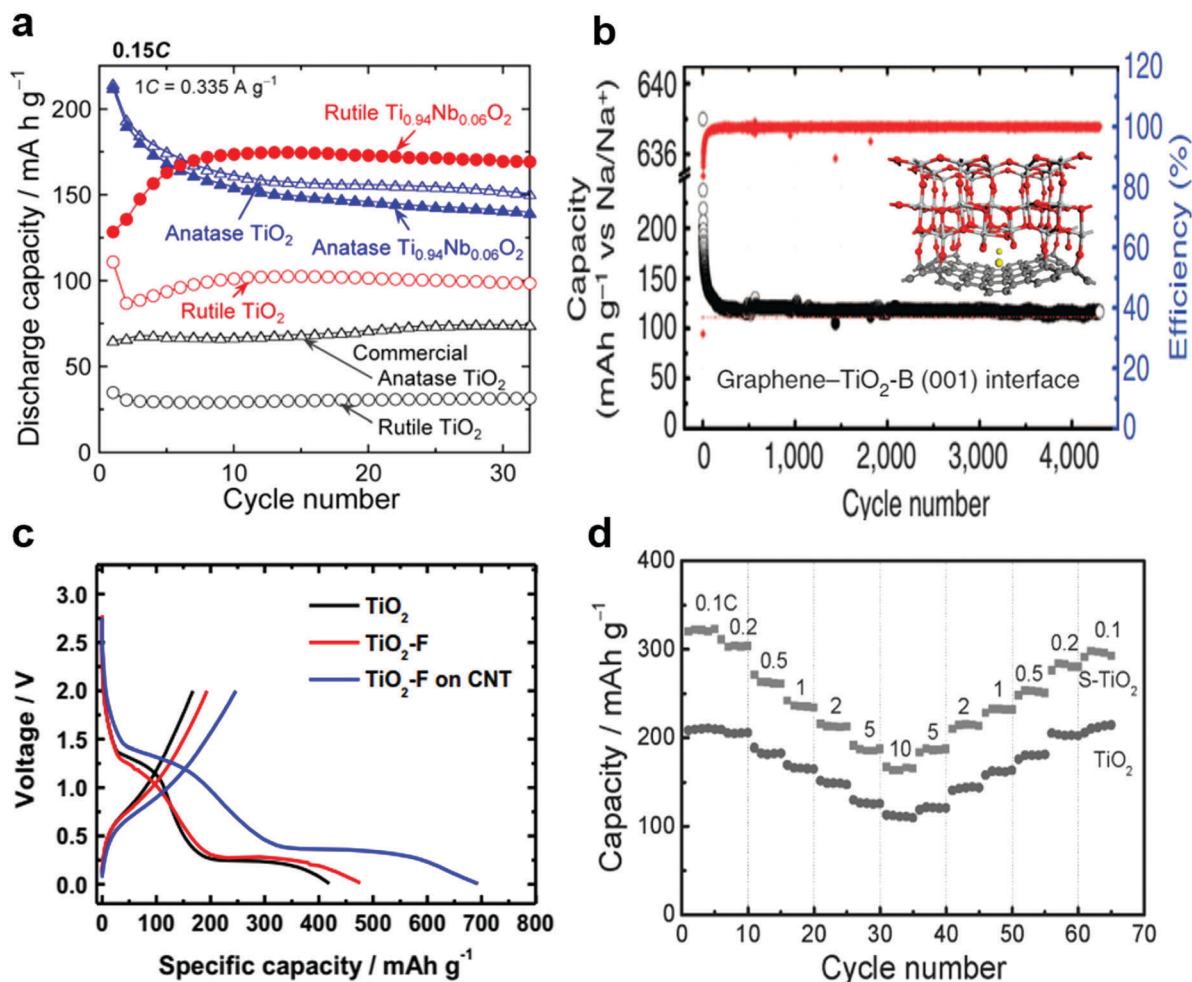 a
0.15C
1C = 0.335 A g⁻¹
Rutile Ti₀.₉₄Nb₀.₀₆O₂
Anatase TiO₂
Anatase Ti₀.₉₄Nb₀.₀₆O₂
Rutile TiO₂
Commercial
Anatase TiO₂
Rutile TiO₂
200
150
100
50
0
Discharge capacity / mA h g⁻¹
0 10 20 30
Cycle number
b
640
636
200
150
100
50
0
Capacity
(mAh g⁻¹ vs Na/Na⁺)
120
100
80
60
40
20
0
Efficiency (%)
Graphene–TiO₂-B (001) interface
0 1,000 2,000 3,000 4,000
Cycle number
c
TiO₂
TiO₂-F
TiO₂-F on CNT
3.0
2.5
2.0
1.5
1.0
0.5
0.0
Voltage / V
0 100 200 300 400 500 600 700 800
Specific capacity / mAh g⁻¹
d
400
300
200
100
0
Capacity / mAh g⁻¹
0.1C
0.2
0.5
1
2
5
10
5
2
1
0.5
0.2
0.1
S-TiO₂
TiO₂
0 10 20 30 40 50 60 70
Cycle number